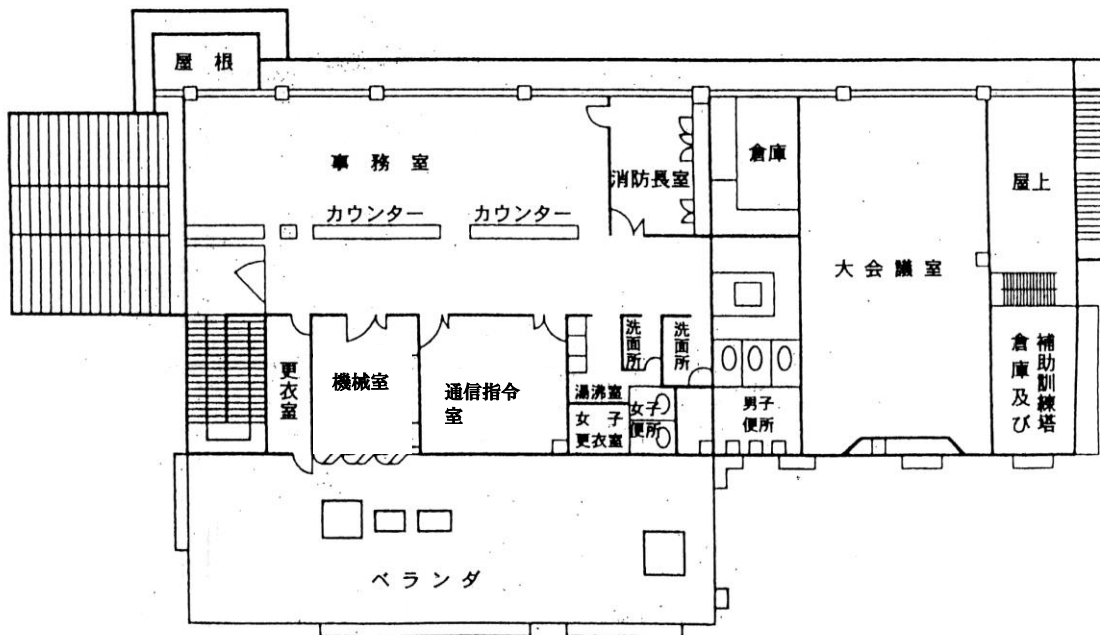 屋根
事務室
消防長室
倉庫
屋上
カウンター
カウンター
大会議室
洗面所
洗面所
更衣室
機械室
通信指令
室
湯沸室
女子
更衣室
女子
便所
男子
便所
補助訓練塔
倉庫及び
ベランダ